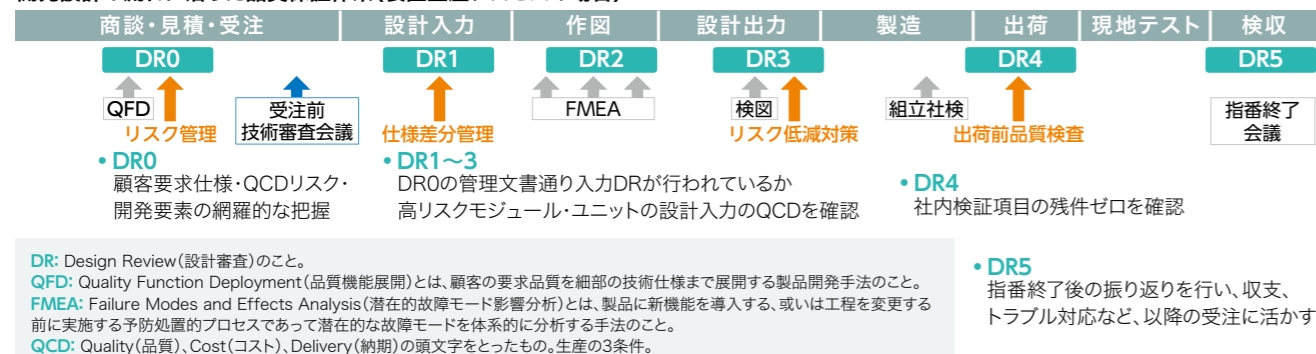 商談・見積・受注 設計入力 作図 設計出力 製造 出荷 現地テスト 検収
DR0 DR1 DR2 DR3 DR4 DR5
QFD 受注前 FMEA 検図 組立社検 指番終了
リスク管理 技術審査会議 仕様差分管理 リスク低減対策 出荷前品質検査 会議
• DR0
顧客要求仕様・QCDリスク・
開発要素の網羅的な把握
• DR1〜3
DR0の管理文書通り入力DRが行われているか
高リスクモジュール・ユニットの設計入力のQCDを確認
• DR4
社内検証項目の残件ゼロを確認
DR: Design Review(設計審査)のこと。
QFD: Quality Function Deployment(品質機能展開)とは、顧客の要求品質を細部の技術仕様まで展開する製品開発手法のこと。
FMEA: Failure Modes and Effects Analysis(潜在的故障モード影響分析)とは、製品に新機能を導入する、或いは工程を変更する
前に実施する予防処置的プロセスであって潜在的な故障モードを体系的に分析する手法のこと。
QCD: Quality(品質)、Cost(コスト)、Delivery(納期)の頭文字をとったもの。生産の3条件。
• DR5
指番終了後の振り返りを行い、収支、
トラブル対応など、以降の受注に活かす